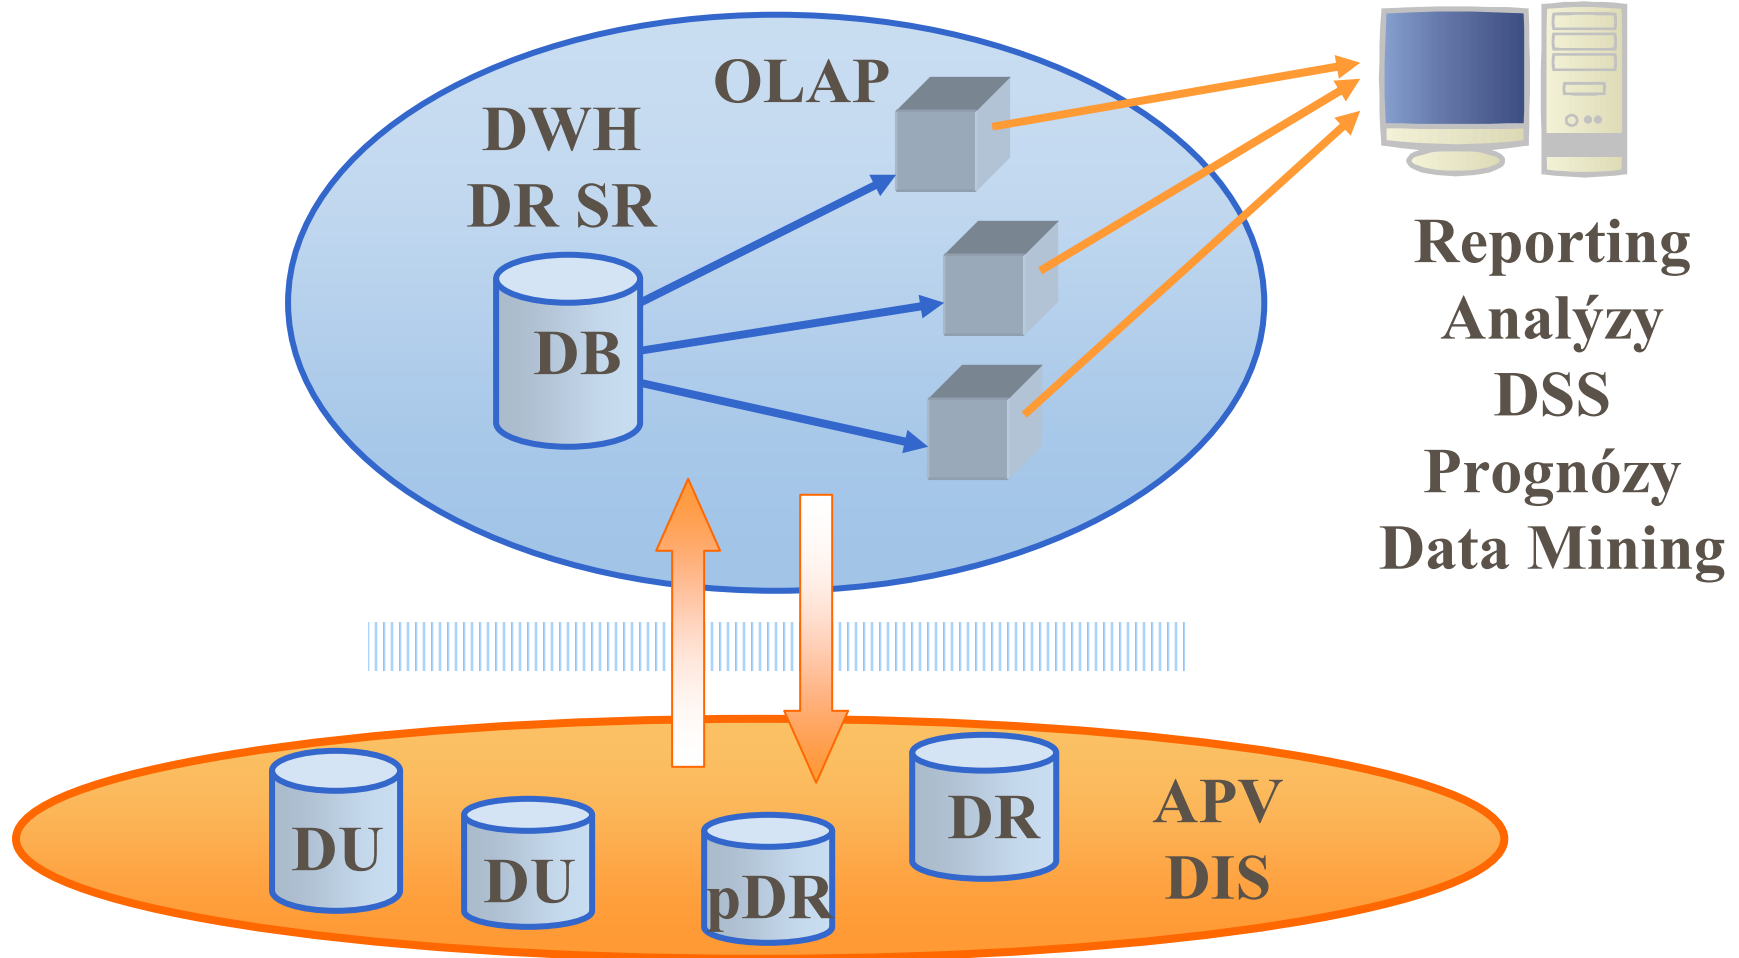 OLAP
DWH
DR SR
DB
Reporting
Analýzy
DSS
Prognózy
Data Mining
DU
DU
pDR
DR
APV
DIS